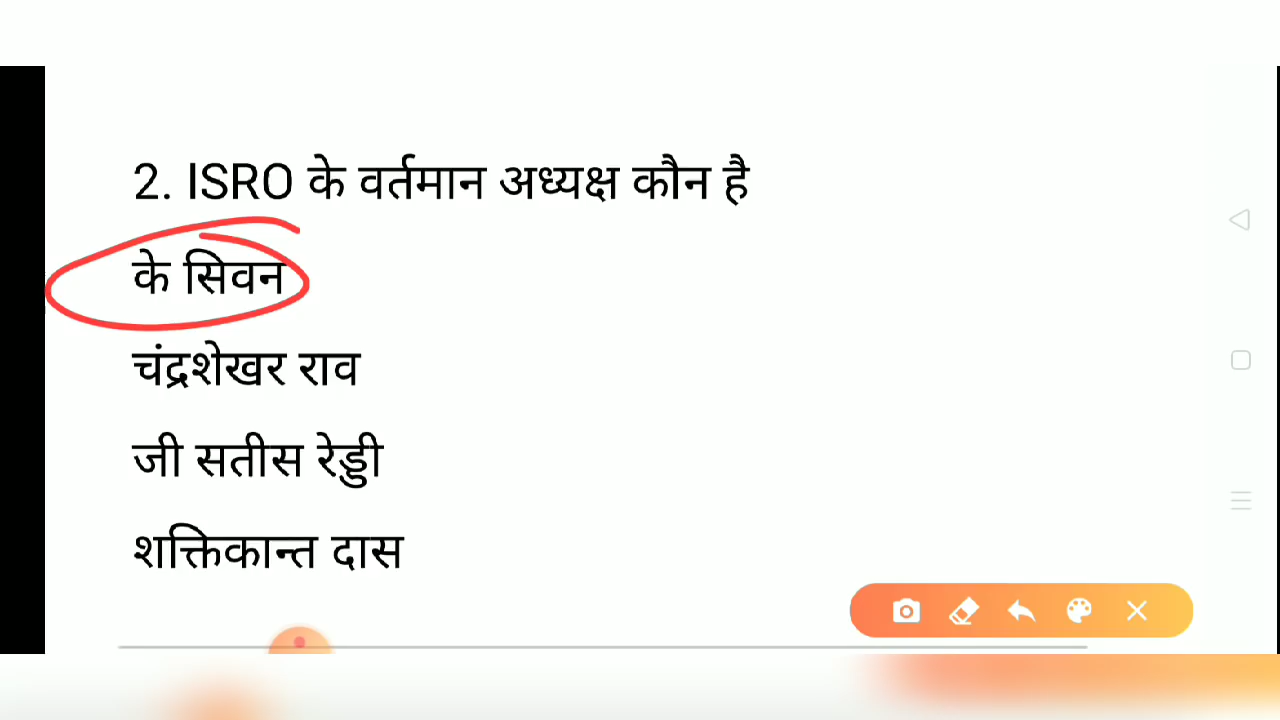 2. ISRO के वर्तमान अध्यक्ष कौन है
के सिवन
चंद्रशेखर राव
जी सतीस रेड्डी
शक्तिकान्त दास